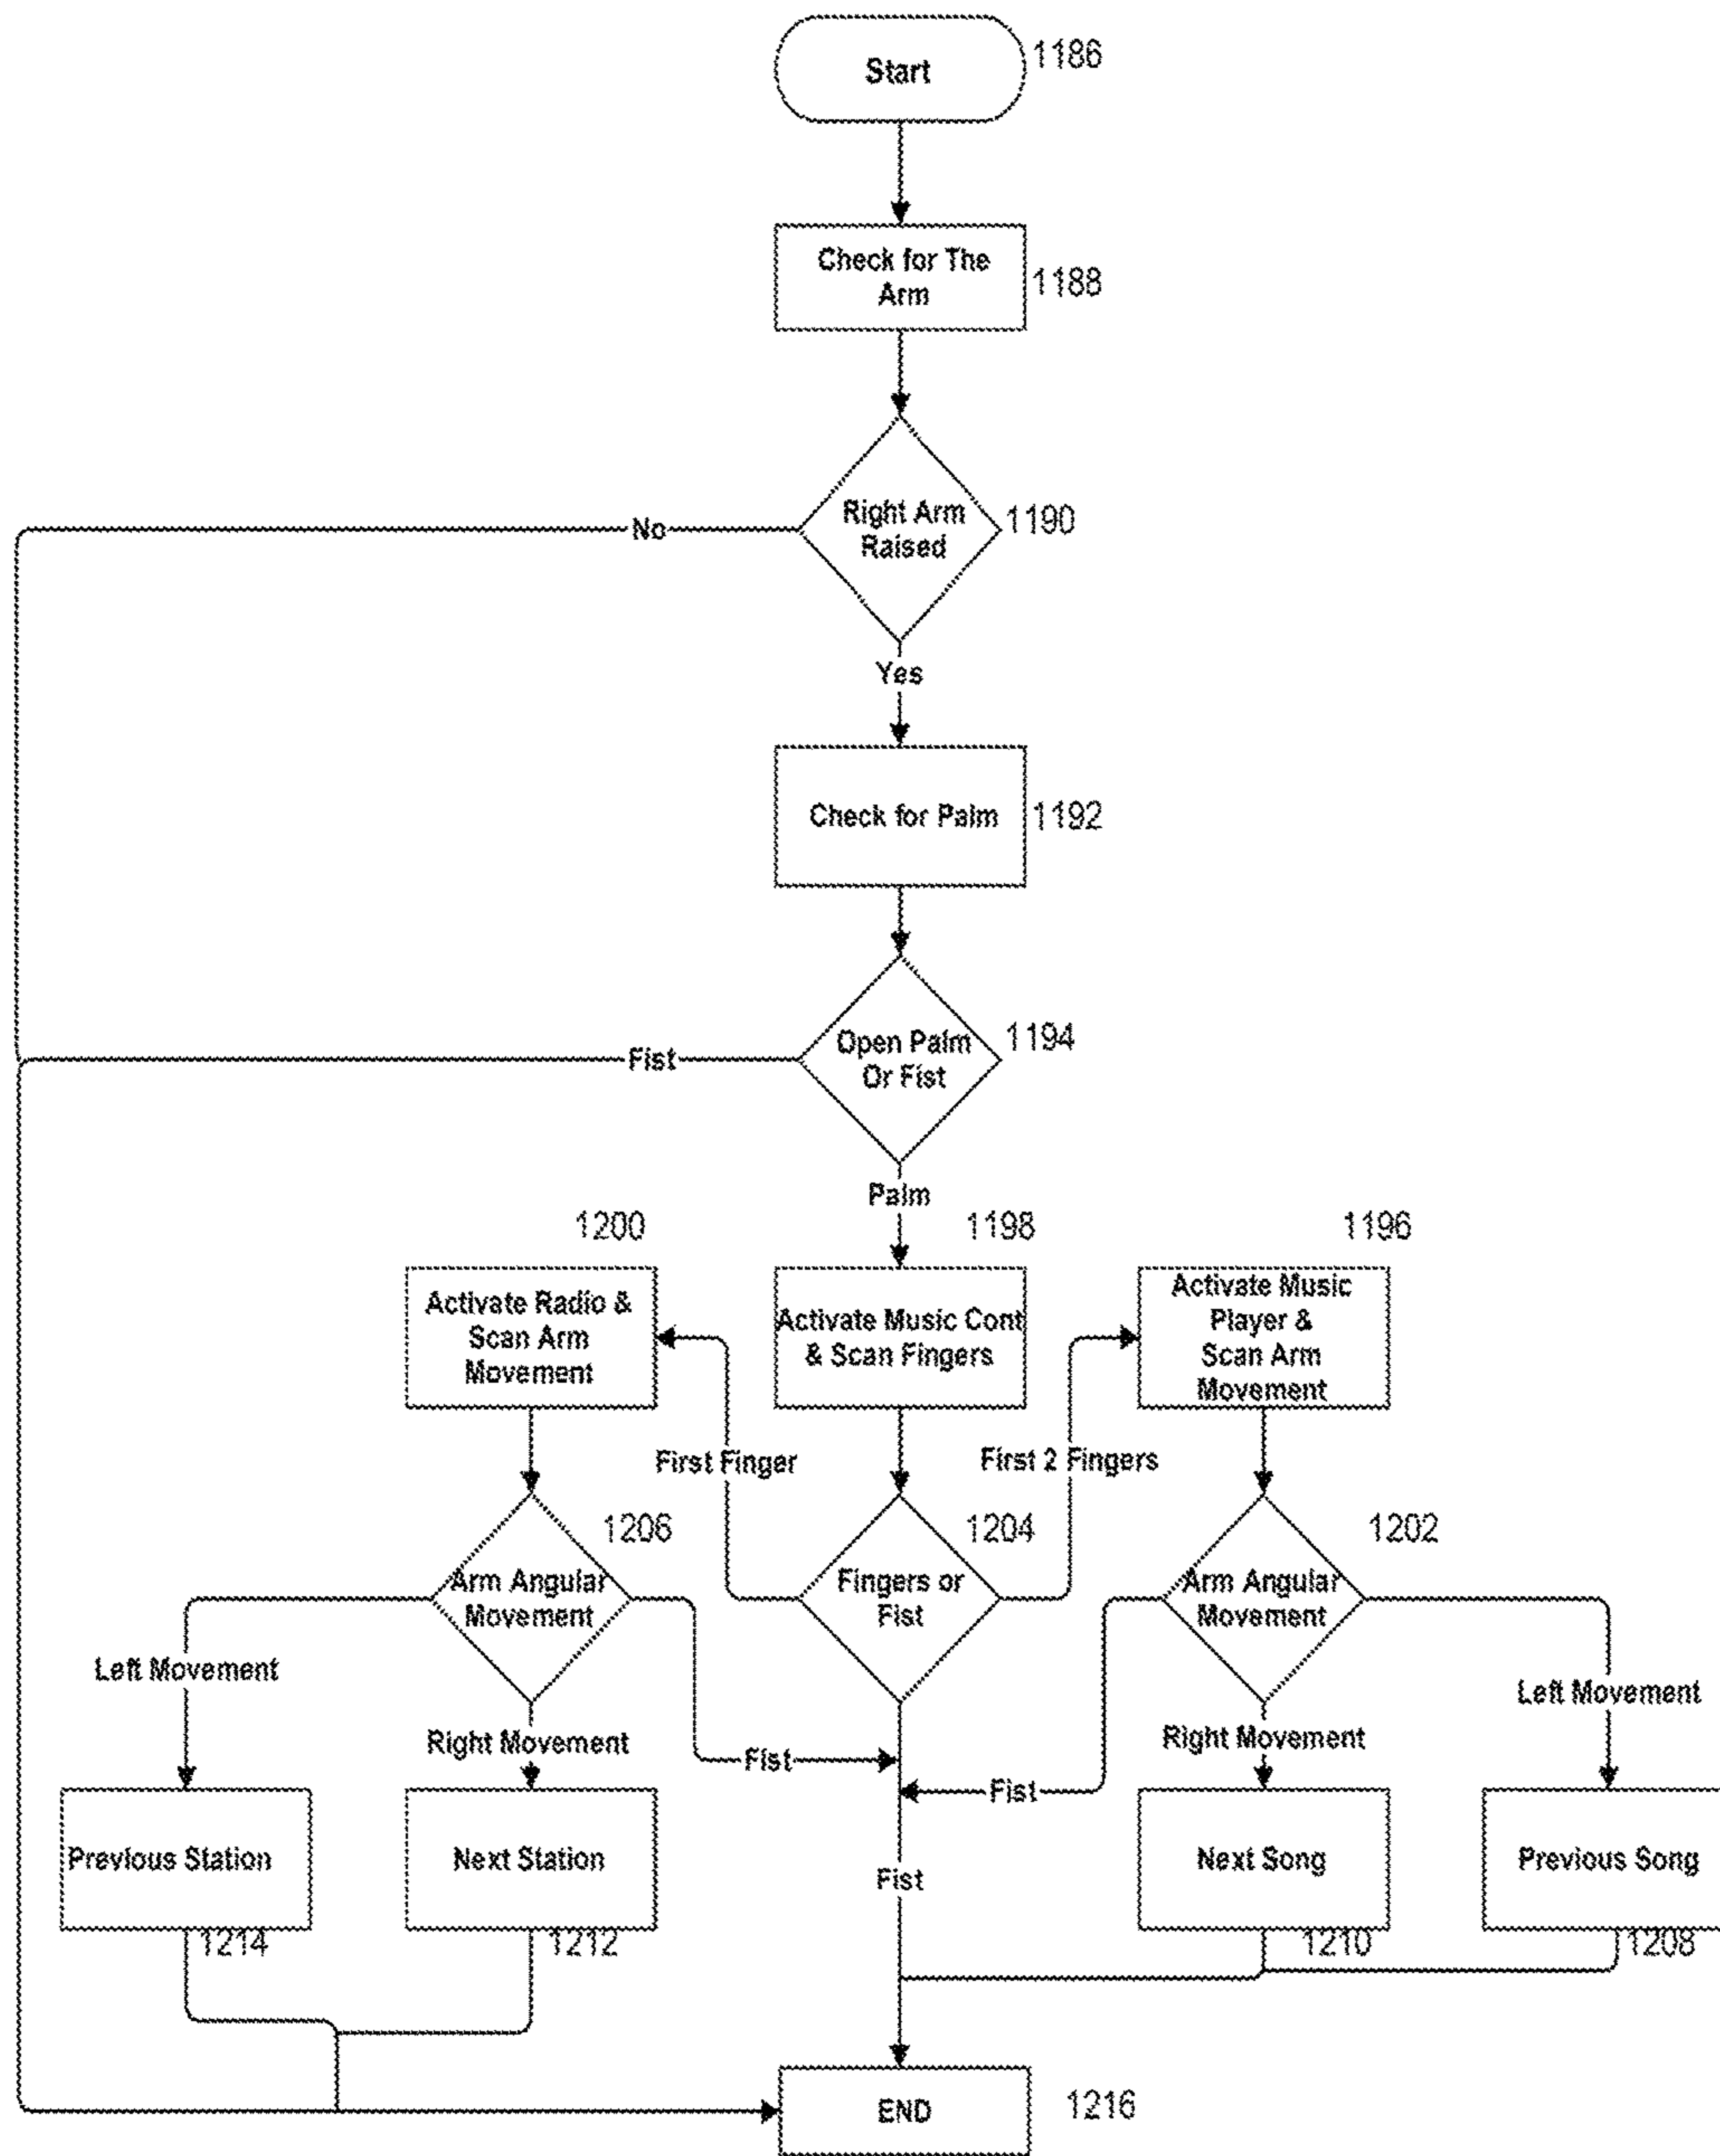 Start
1186
Check for The
Arm
1188
Right Arm
Raised
1190
No
Yes
Check for Palm
1192
Open Palm
Or Fist
1194
Fist
Palm
1200
1198
1196
Activate Radio &
Scan Arm
Movement
Activate Music Cont
& Scan Fingers
Activate Music
Player &
Scan Arm
Movement
First Finger
First 2 Fingers
1206
1204
1202
Arm Angular
Movement
Fingers or
Fist
Arm Angular
Movement
Left Movement
Right Movement
Fist
Fist
Right Movement
Left Movement
Previous Station
Next Station
Fist
Next Song
Previous Song
1214
1212
1210
1208
END
1216